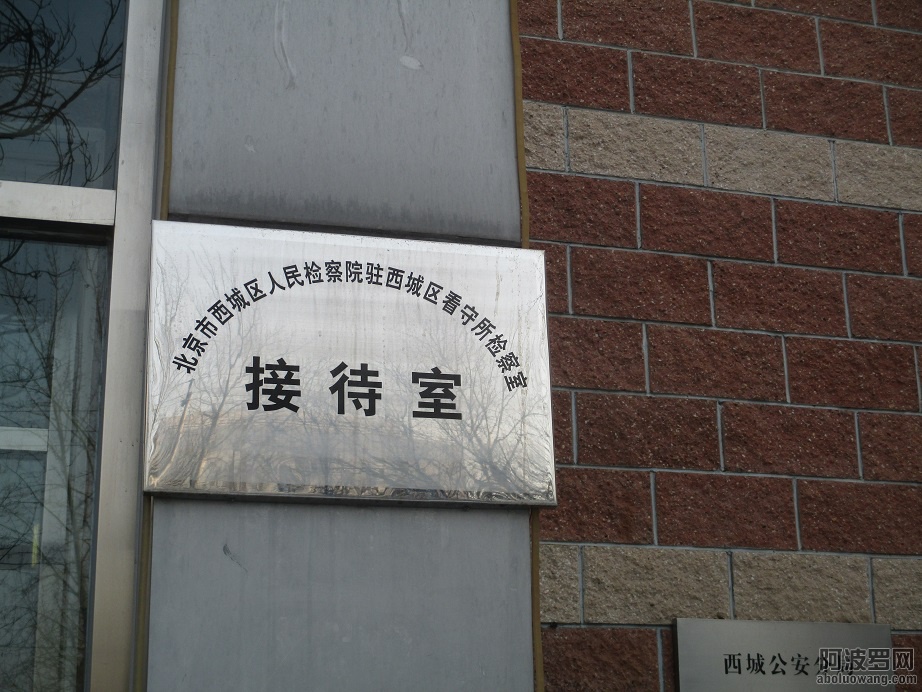 北京市西城区人民检察院驻西城区看守所检察室
接待室
西城公安分
阿波罗网
aboluowang.com